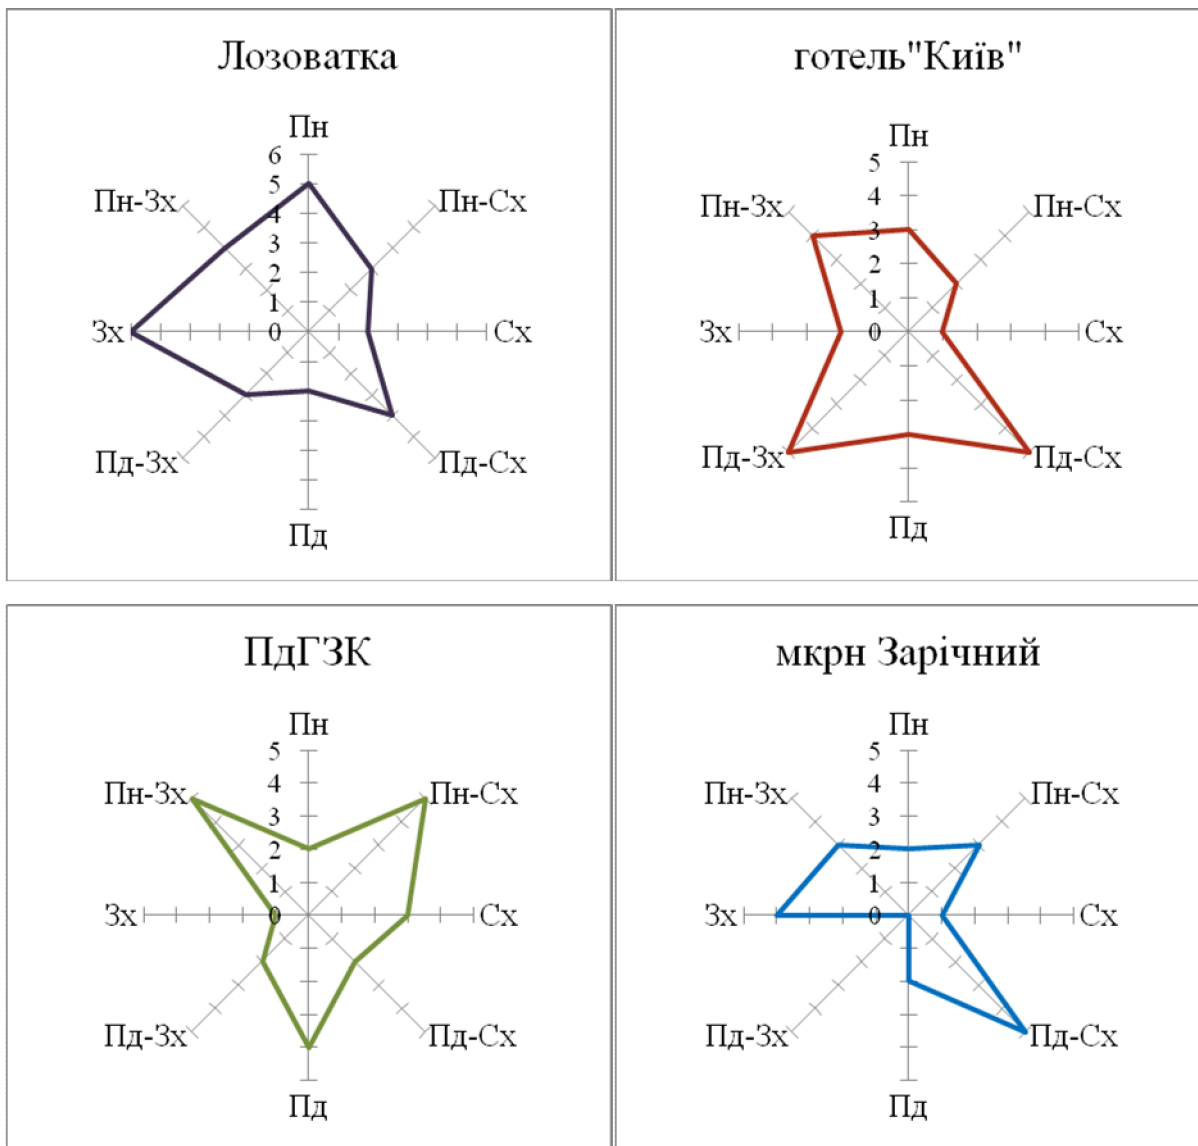 Лозоватка
Пн
6
Пн-Зх
5
Пн-Сх
4
3
2
1
Зх
0
Сх
Пд-Зх
Пд-Сх
Пд
готель"Київ"
Пн
5
Пн-Зх
4
Пн-Сх
3
2
1
Зх
0
Сх
Пд-Зх
Пд-Сх
Пд
ПдГЗК
Пн
5
Пн-Зх
4
Пн-Сх
3
2
1
Зх
0
Сх
Пд-Зх
Пд-Сх
Пд
мкрн Зарічний
Пн
5
Пн-Зх
4
Пн-Сх
3
2
1
Зх
0
Сх
Пд-Зх
Пд-Сх
Пд